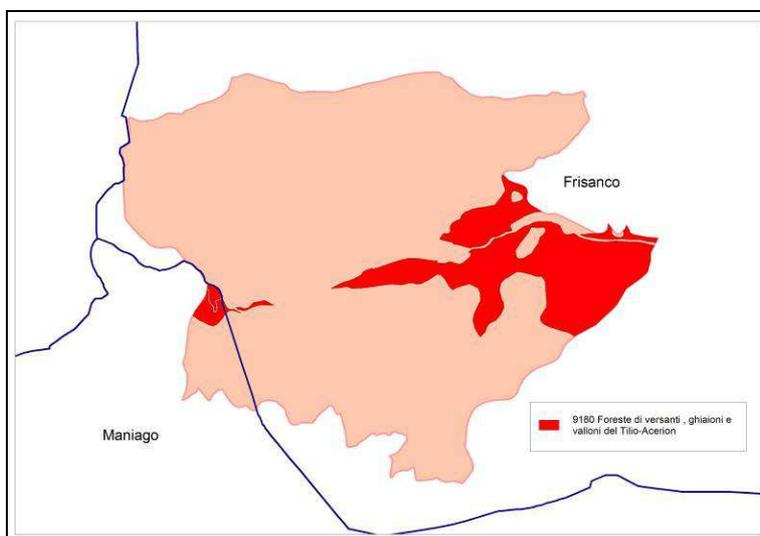 Frisanco
Maniago
9180 Foreste di versanti , ghiaioni e
valloni del Tilio-Acerion